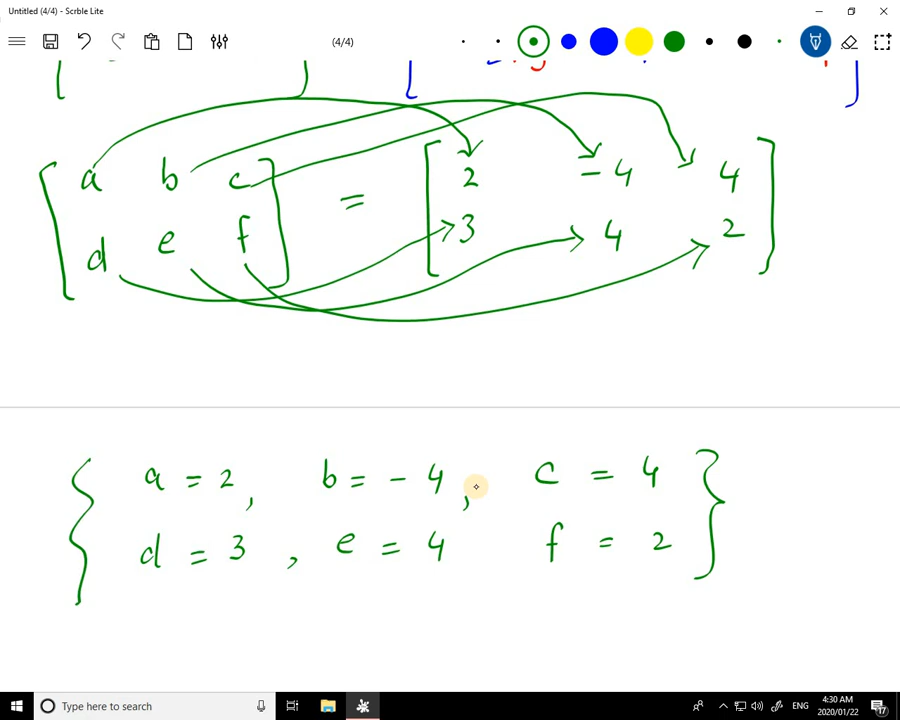 Untitled (4/4) - Scrble Lite
(4/4)
a b c = 2 -4 4
d e f 3 4 2
a = 2, b = - 4, c = 4
d = 3, e = 4 f = 2
Type here to search
ENG
4:30 AM
2020/01/22
17